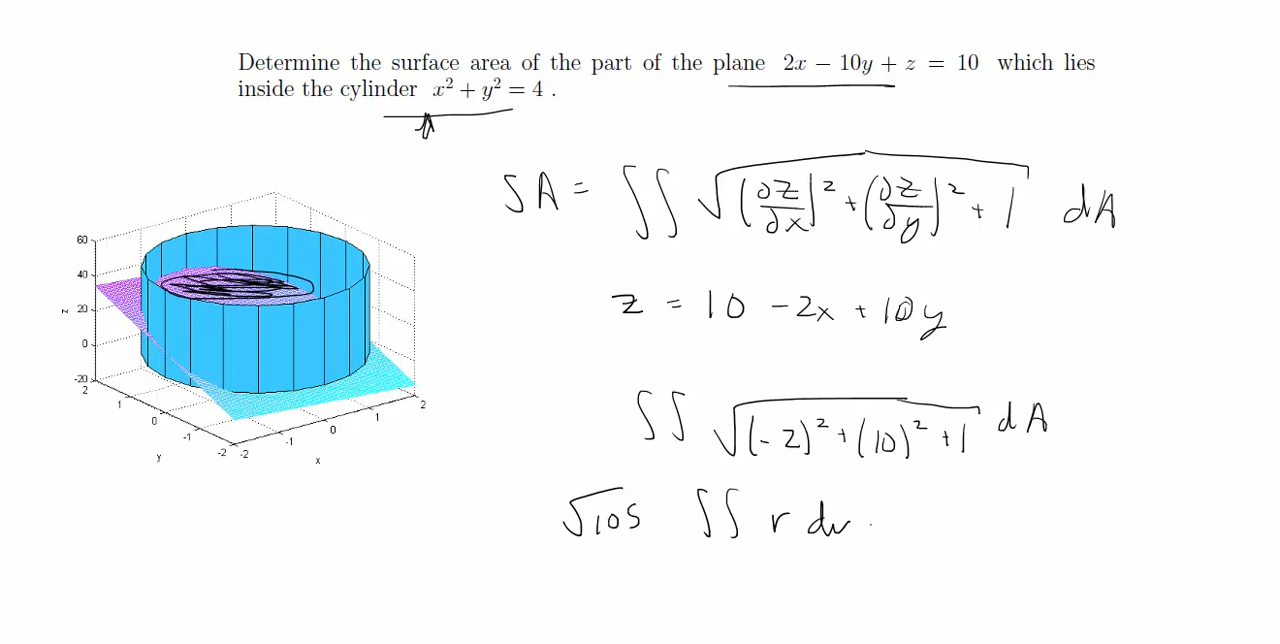 Determine the surface area of the part of the plane 2x − 10y + z = 10 which lies
inside the cylinder x² + y² = 4 .
SA = ∫∫ √((∂z/∂x)² + (∂z/∂y)² + 1) dA
z = 10 - 2x + 10y
∫∫ √((-2)² + (10)² + 1) dA
√105 ∫∫ r dr
60
40
20
0
-20
z
2
1
0
-1
-2
y
-2
-1
0
1
2
x